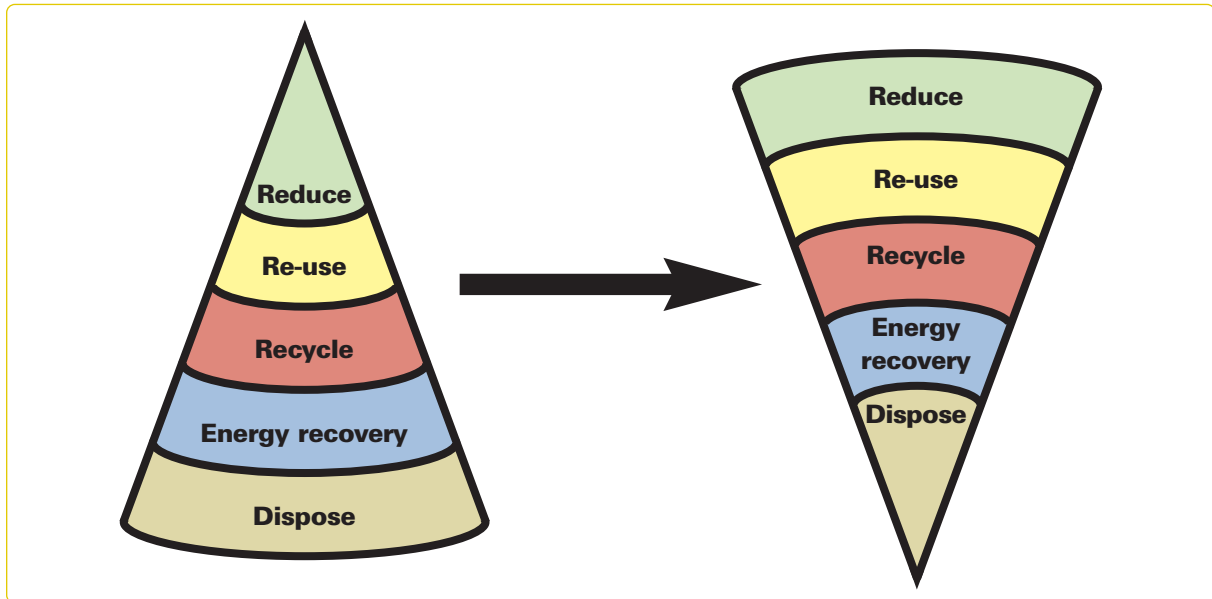 Reduce
Re-use
Recycle
Energy recovery
Dispose
Reduce
Re-use
Recycle
Energy
recovery
Dispose